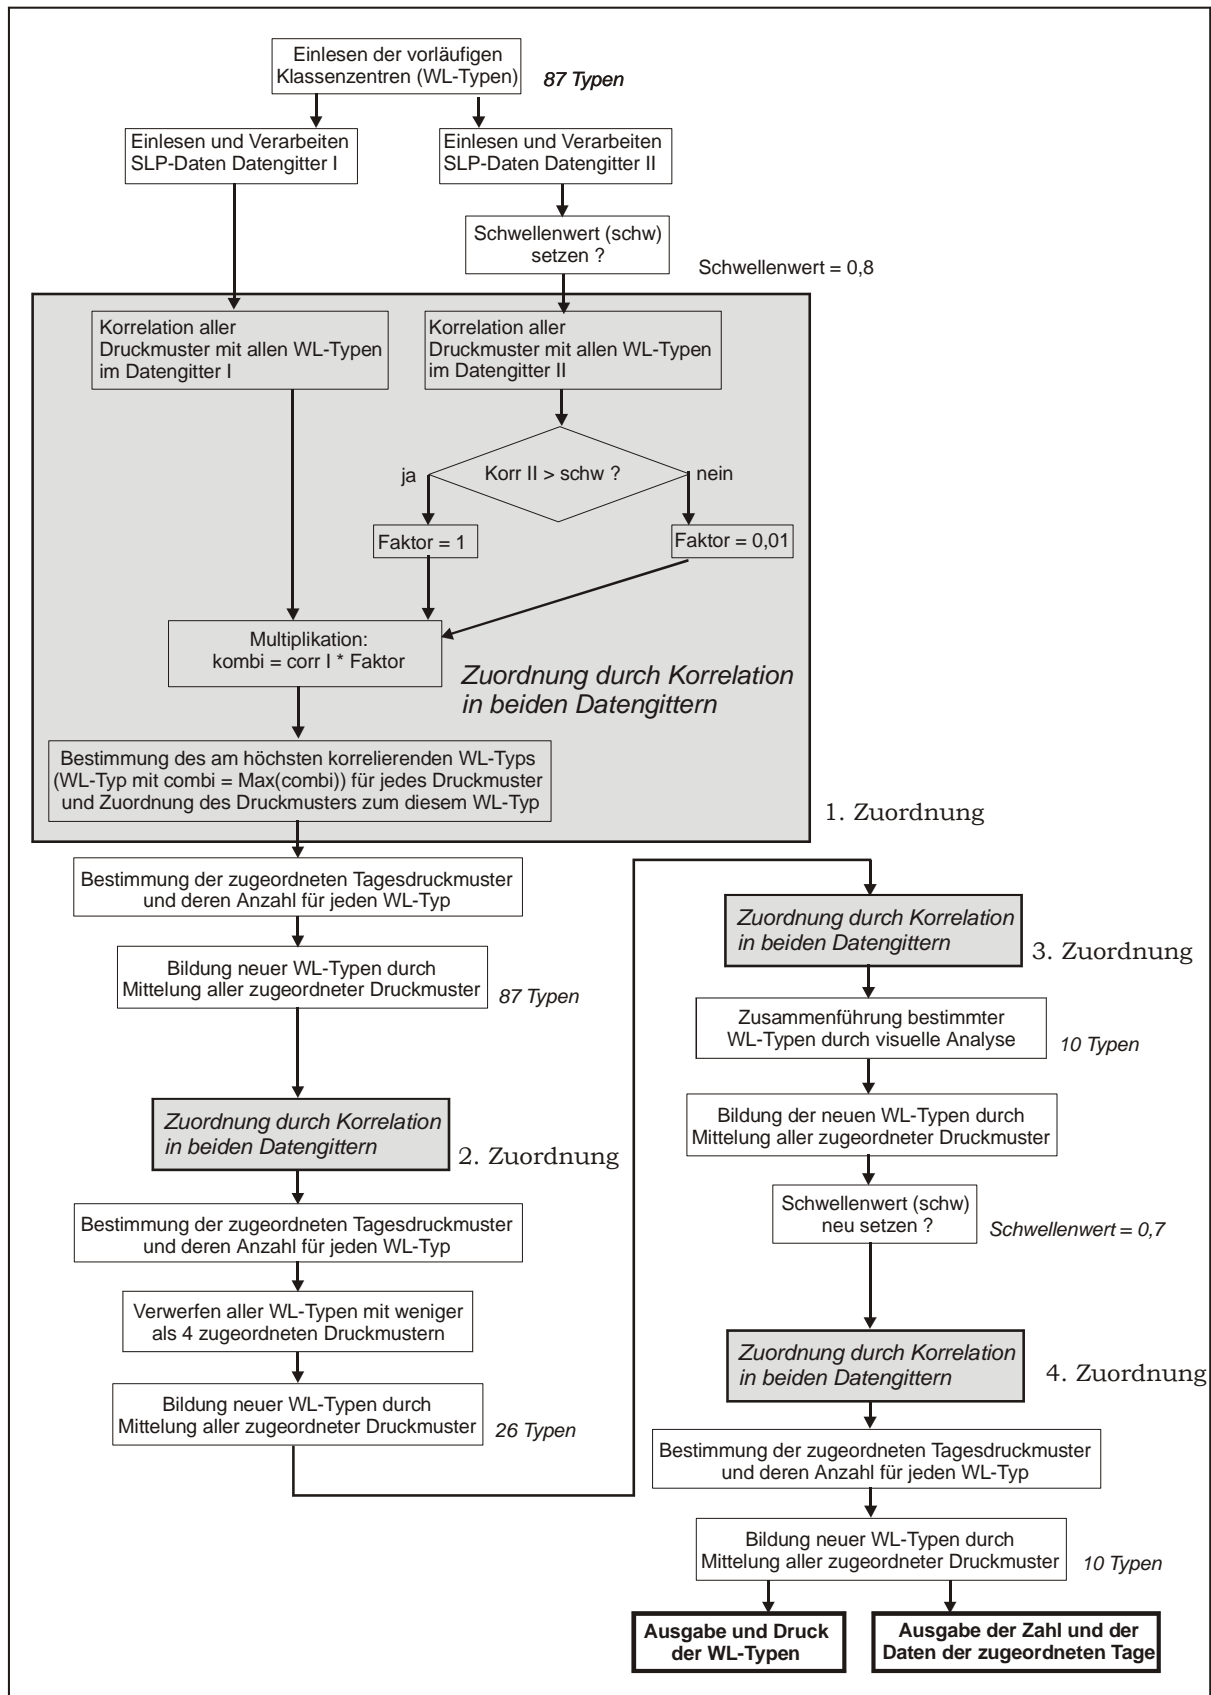 Einlesen der vorläufigen
Klassenzentren (WL-Typen)
87 Typen
Einlesen und Verarbeiten
SLP-Daten Datengitter I
Einlesen und Verarbeiten
SLP-Daten Datengitter II
Schwellenwert (schw)
setzen ?
Schwellenwert = 0,8
Korrelation aller
Druckmuster mit allen WL-Typen
im Datengitter I
Korrelation aller
Druckmuster mit allen WL-Typen
im Datengitter II
Korr II > schw ?
ja
nein
Faktor = 1
Faktor = 0,01
Multiplikation:
kombi = corr I * Faktor
Zuordnung durch Korrelation
in beiden Datengittern
Bestimmung des am höchsten korrelierenden WL-Typs
(WL-Typ mit combi = Max(combi)) für jedes Druckmuster
und Zuordnung des Druckmusters zum diesem WL-Typ
1. Zuordnung
Bestimmung der zugeordneten Tagesdruckmuster
und deren Anzahl für jeden WL-Typ
Bildung neuer WL-Typen durch
Mittelung aller zugeordneter Druckmuster
87 Typen
Zuordnung durch Korrelation
in beiden Datengittern
2. Zuordnung
Bestimmung der zugeordneten Tagesdruckmuster
und deren Anzahl für jeden WL-Typ
Verwerfen aller WL-Typen mit weniger
als 4 zugeordneten Druckmustern
Bildung neuer WL-Typen durch
Mittelung aller zugeordneter Druckmuster
26 Typen
Zuordnung durch Korrelation
in beiden Datengittern
3. Zuordnung
Zusammenführung bestimmter
WL-Typen durch visuelle Analyse
10 Typen
Bildung der neuen WL-Typen durch
Mittelung aller zugeordneter Druckmuster
Schwellenwert (schw)
neu setzen ?
Schwellenwert = 0,7
Zuordnung durch Korrelation
in beiden Datengittern
4. Zuordnung
Bestimmung der zugeordneten Tagesdruckmuster
und deren Anzahl für jeden WL-Typ
Bildung neuer WL-Typen durch
Mittelung aller zugeordneter Druckmuster
10 Typen
Ausgabe und Druck
der WL-Typen
Ausgabe der Zahl und der
Daten der zugeordneten Tage